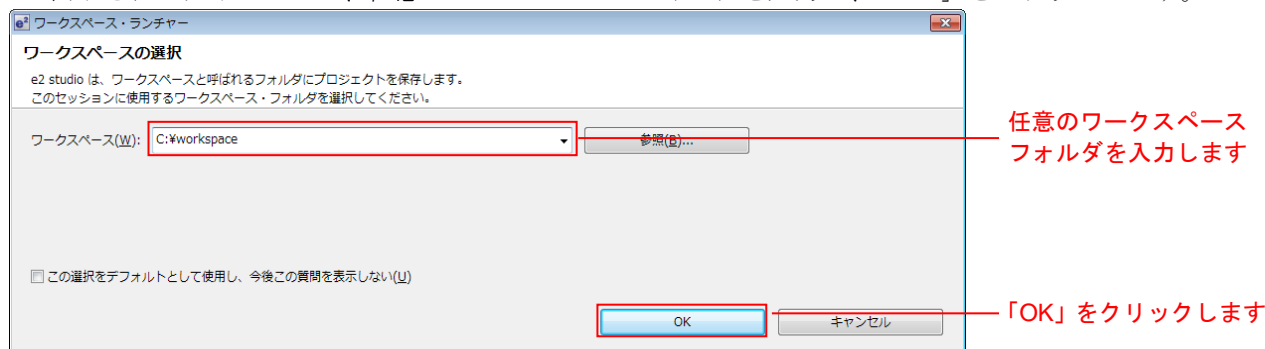 ワークスペース・ランチャー
ワークスペースの選択
e2 studio は、ワークスペースと呼ばれるフォルダにプロジェクトを保存します。
このセッションに使用するワークスペース・フォルダを選択してください。
ワークスペース(W): C:¥workspace 参照(B)...
任意のワークスペース
フォルダを入力します
この選択をデフォルトとして使用し、今後この質問を表示しない(U)
OK キャンセル
「OK」をクリックします